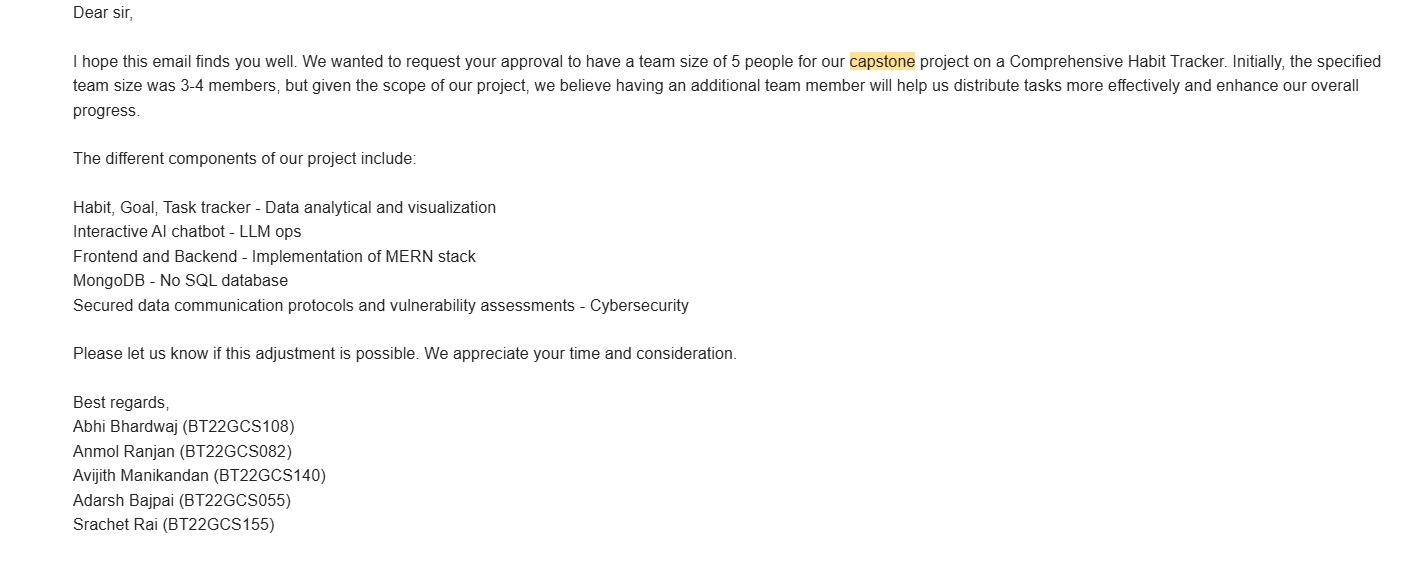 Dear sir,
I hope this email finds you well. We wanted to request your approval to have a team size of 5 people for our capstone project on a Comprehensive Habit Tracker. Initially, the specified
team size was 3-4 members, but given the scope of our project, we believe having an additional team member will help us distribute tasks more effectively and enhance our overall
progress.
The different components of our project include:
Habit, Goal, Task tracker - Data analytical and visualization
Interactive AI chatbot - LLM ops
Frontend and Backend - Implementation of MERN stack
MongoDB - No SQL database
Secured data communication protocols and vulnerability assessments - Cybersecurity
Please let us know if this adjustment is possible. We appreciate your time and consideration.
Best regards,
Abhi Bhardwaj (BT22GCS108)
Anmol Ranjan (BT22GCS082)
Avijith Manikandan (BT22GCS140)
Adarsh Bajpai (BT22GCS055)
Srachet Rai (BT22GCS155)